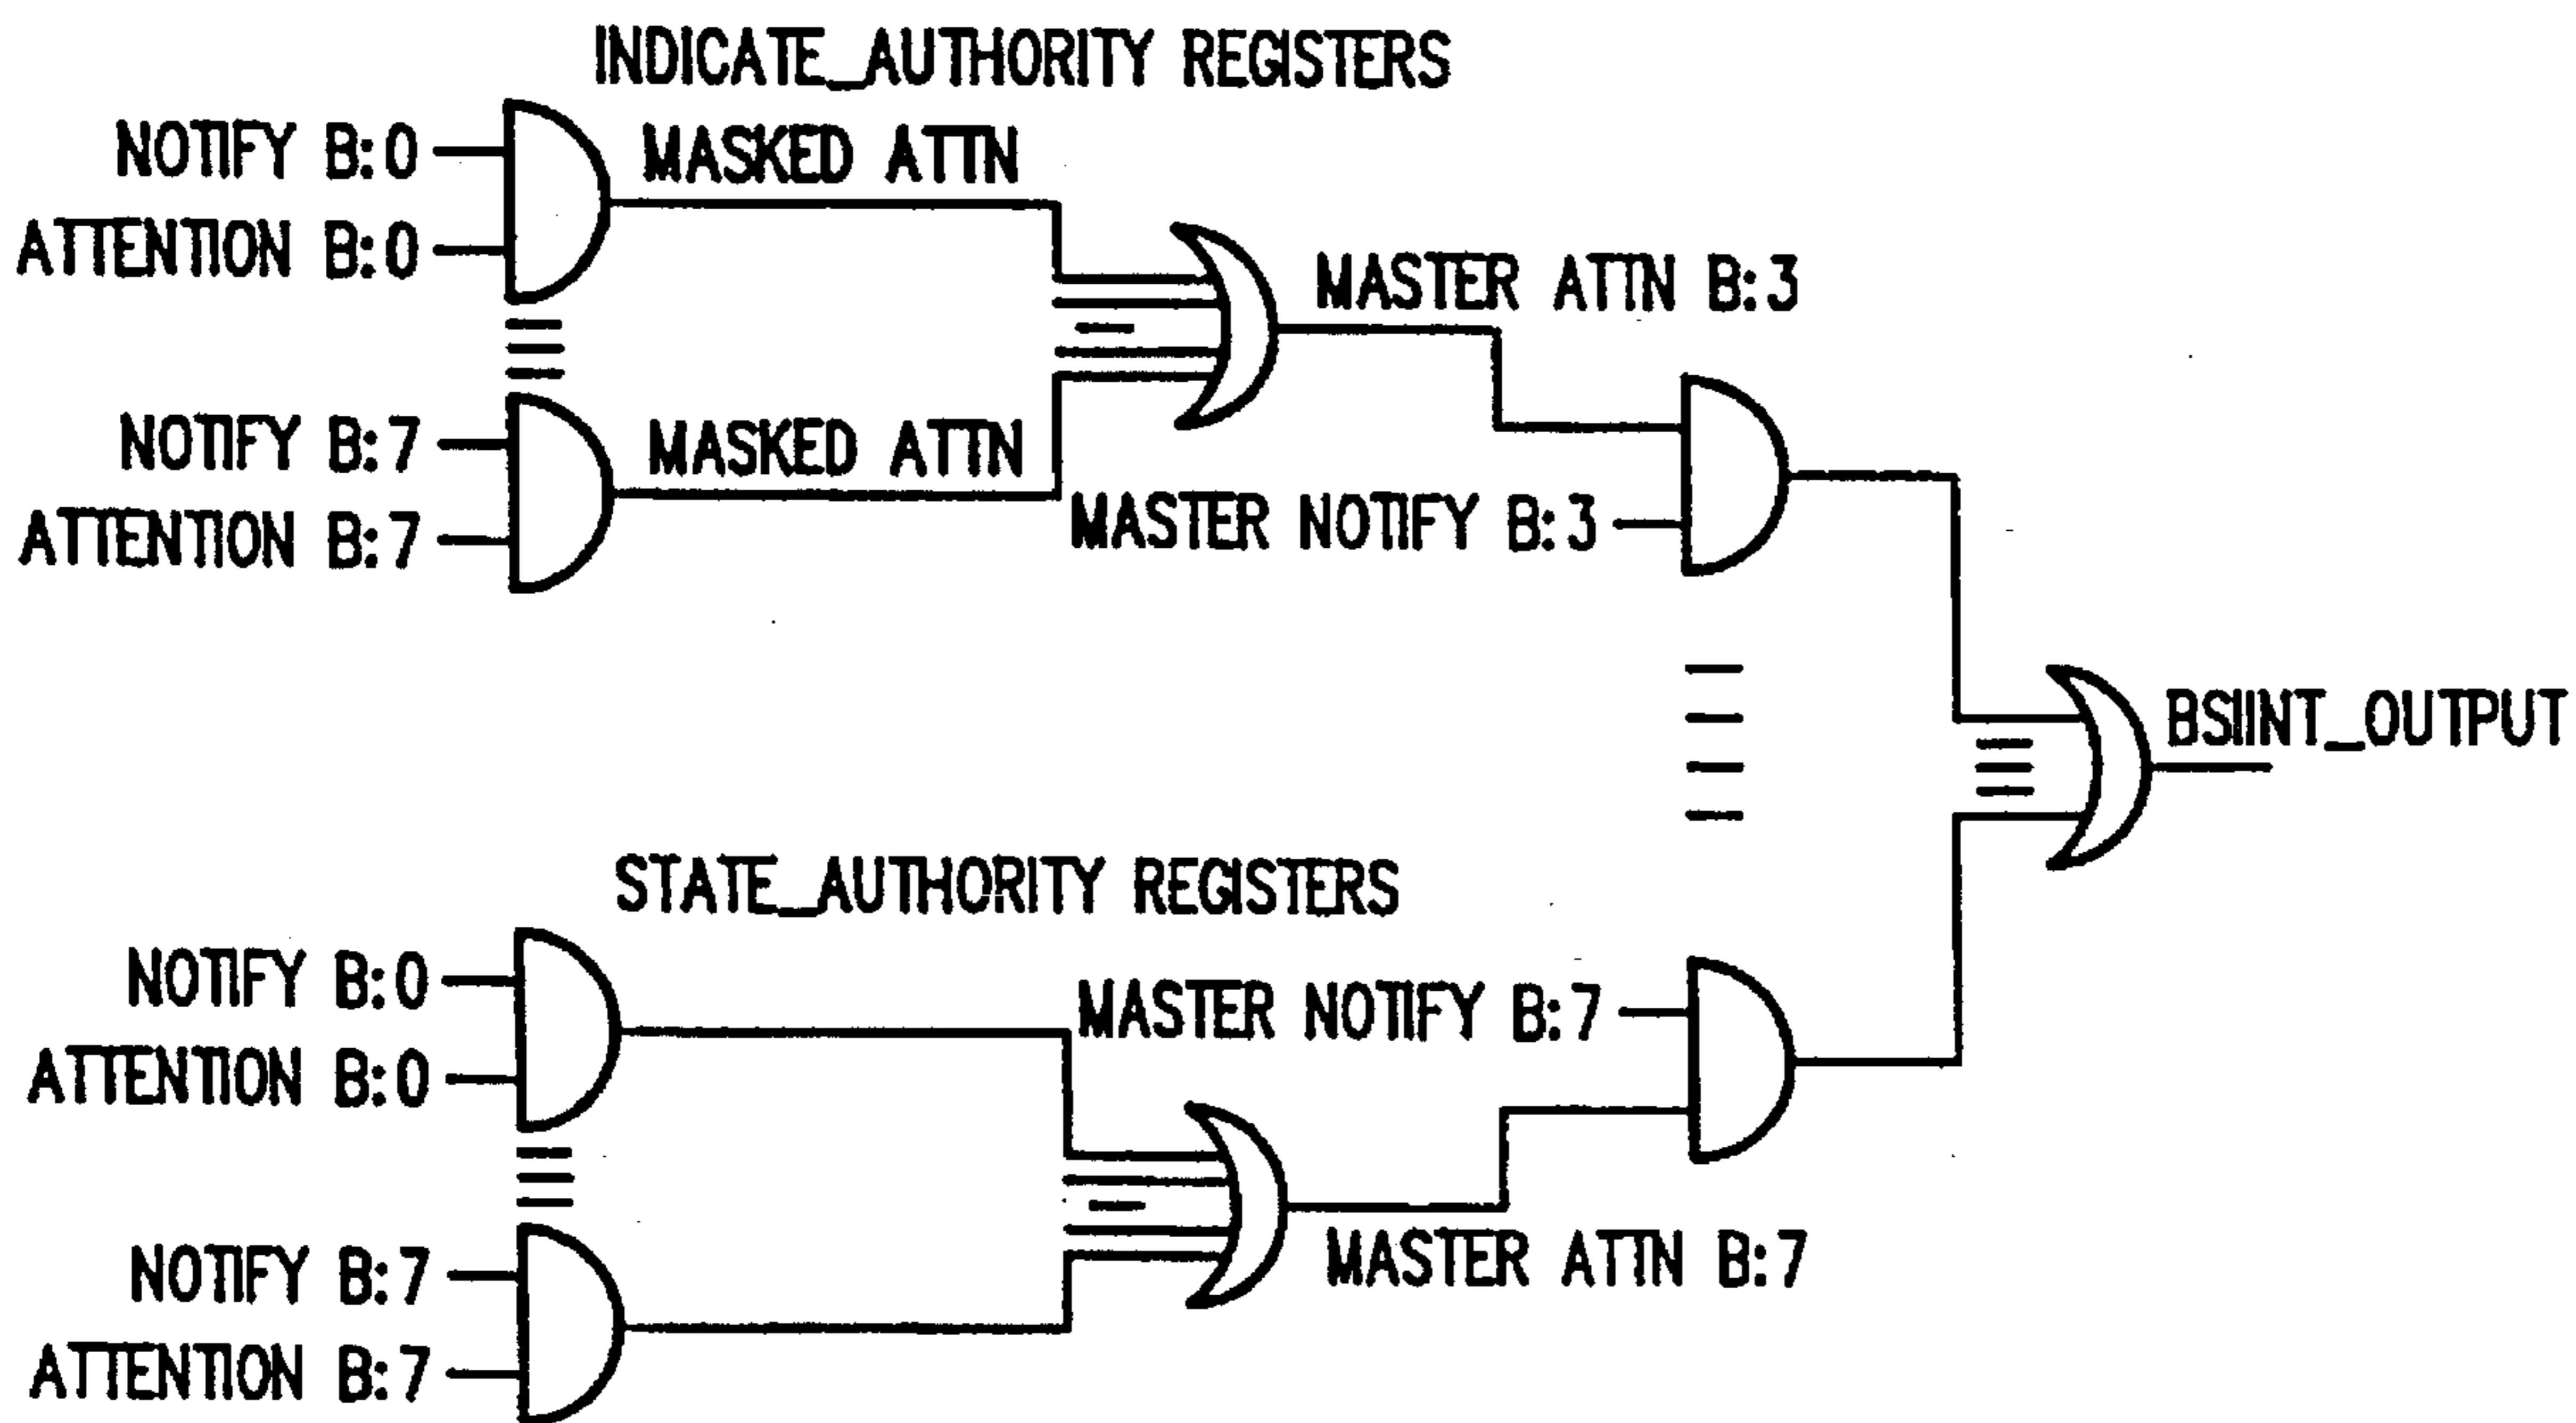 INDICATE_AUTHORITY REGISTERS
NOTIFY B:0
MASKED ATTN
ATTENTION B:0
MASTER ATTN B:3
NOTIFY B:7
MASKED ATTN
MASTER NOTIFY B:3
ATTENTION B:7
BSIINT_OUTPUT
STATE_AUTHORITY REGISTERS
NOTIFY B:0
MASTER NOTIFY B:7
ATTENTION B:0
MASTER ATTN B:7
NOTIFY B:7
ATTENTION B:7